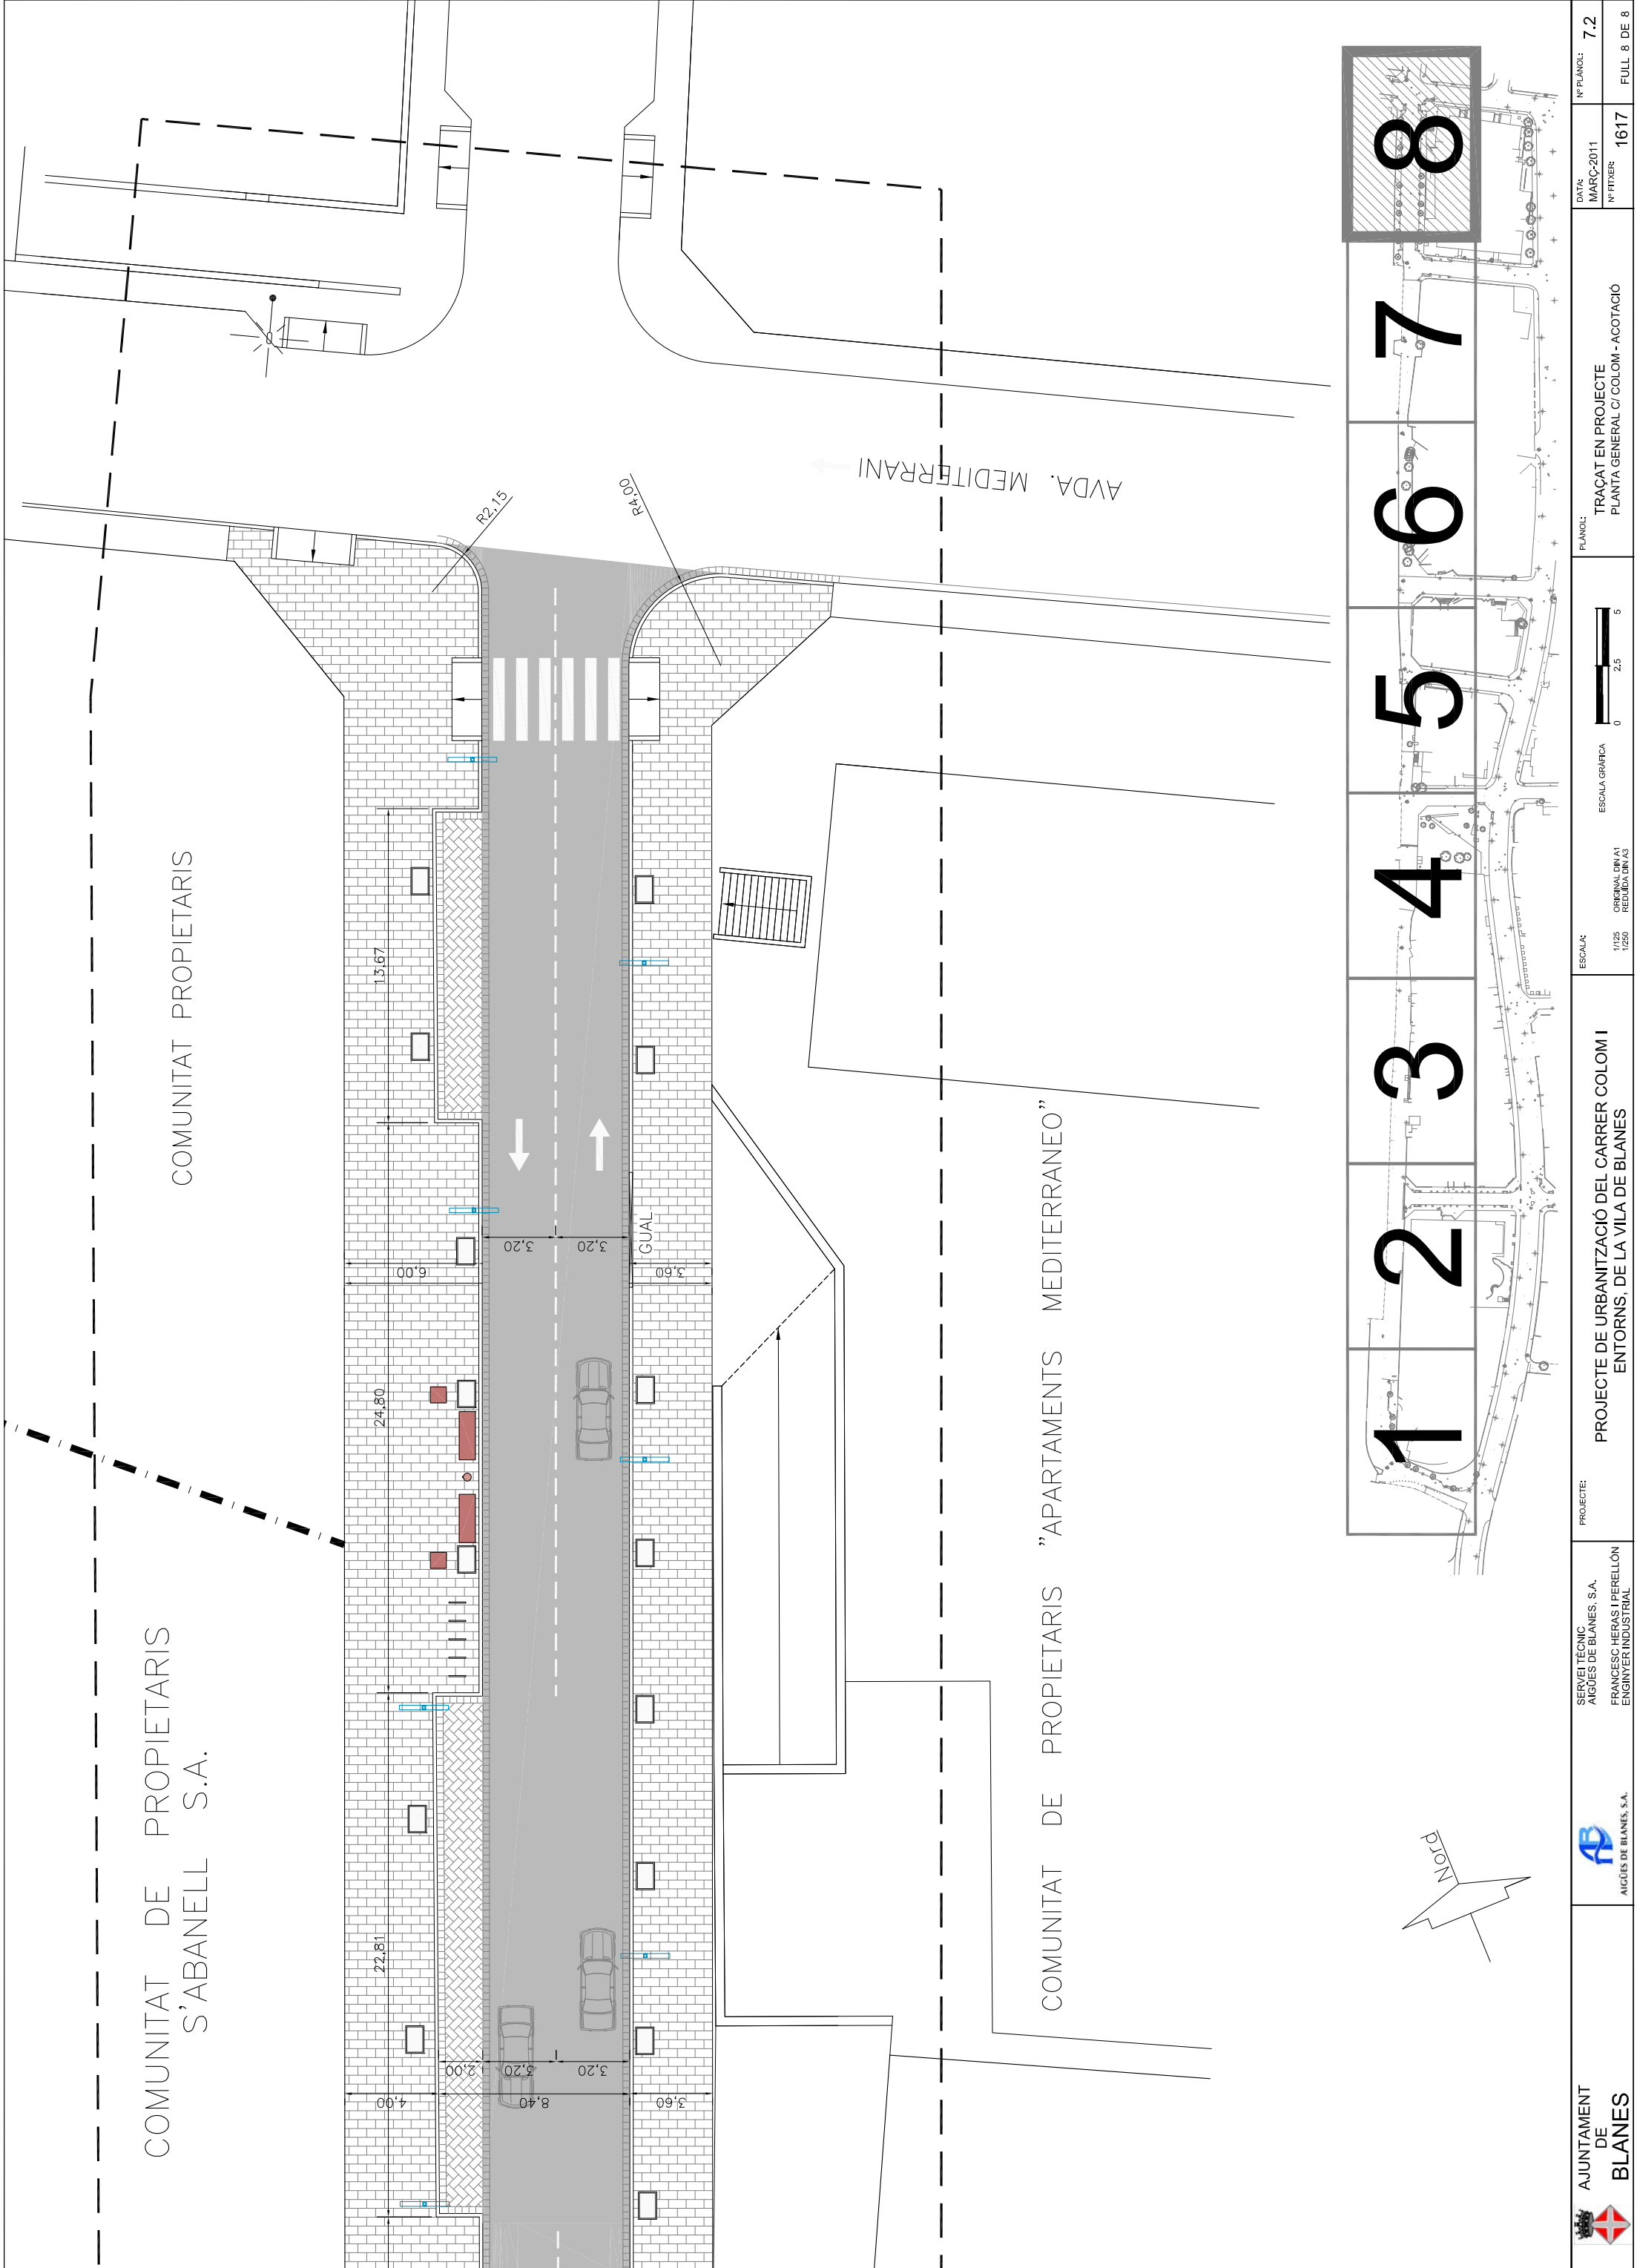 COMUNITAT DE PROPIETARIS
S'ABANELL S.A.
COMUNITAT PROPIETARIS
22,81
24,80
13,67
4,00
2,00
3,20
3,20
8,40
3,60
6,00
3,20
3,20
3,60
GUAL
R2,15
R4,00
AVDA. MEDITERRANI
COMUNITAT DE PROPIETARIS "APARTAMENTS MEDITERRANEO"
Nord
1 2 3 4 5 6 7 8
AJUNTAMENT
DE
BLANES
AIGÜES DE BLANES, S.A.
SERVEI TÈCNIC
AIGÜES DE BLANES, S.A.
FRANCESC HERAS I PERELLÓN
ENGINYER INDUSTRIAL
PROJECTE:
PROJECTE DE URBANITZACIÓ DEL CARRER COLOM I
ENTORNS, DE LA VILA DE BLANES
ESCALA:
1/125 ORIGINAL DIN A1
1/250 REDUÏDA DIN A3
ESCALA GRÀFICA
0 2,5 5
PLÀNOL:
TRAÇAT EN PROJECTE
PLANTA GENERAL C/ COLOM - ACOTACIÓ
DATA:
MARÇ-2011
Nº FITXER:
1617
Nº PLÀNOL:
7.2
FULL 8 DE 8